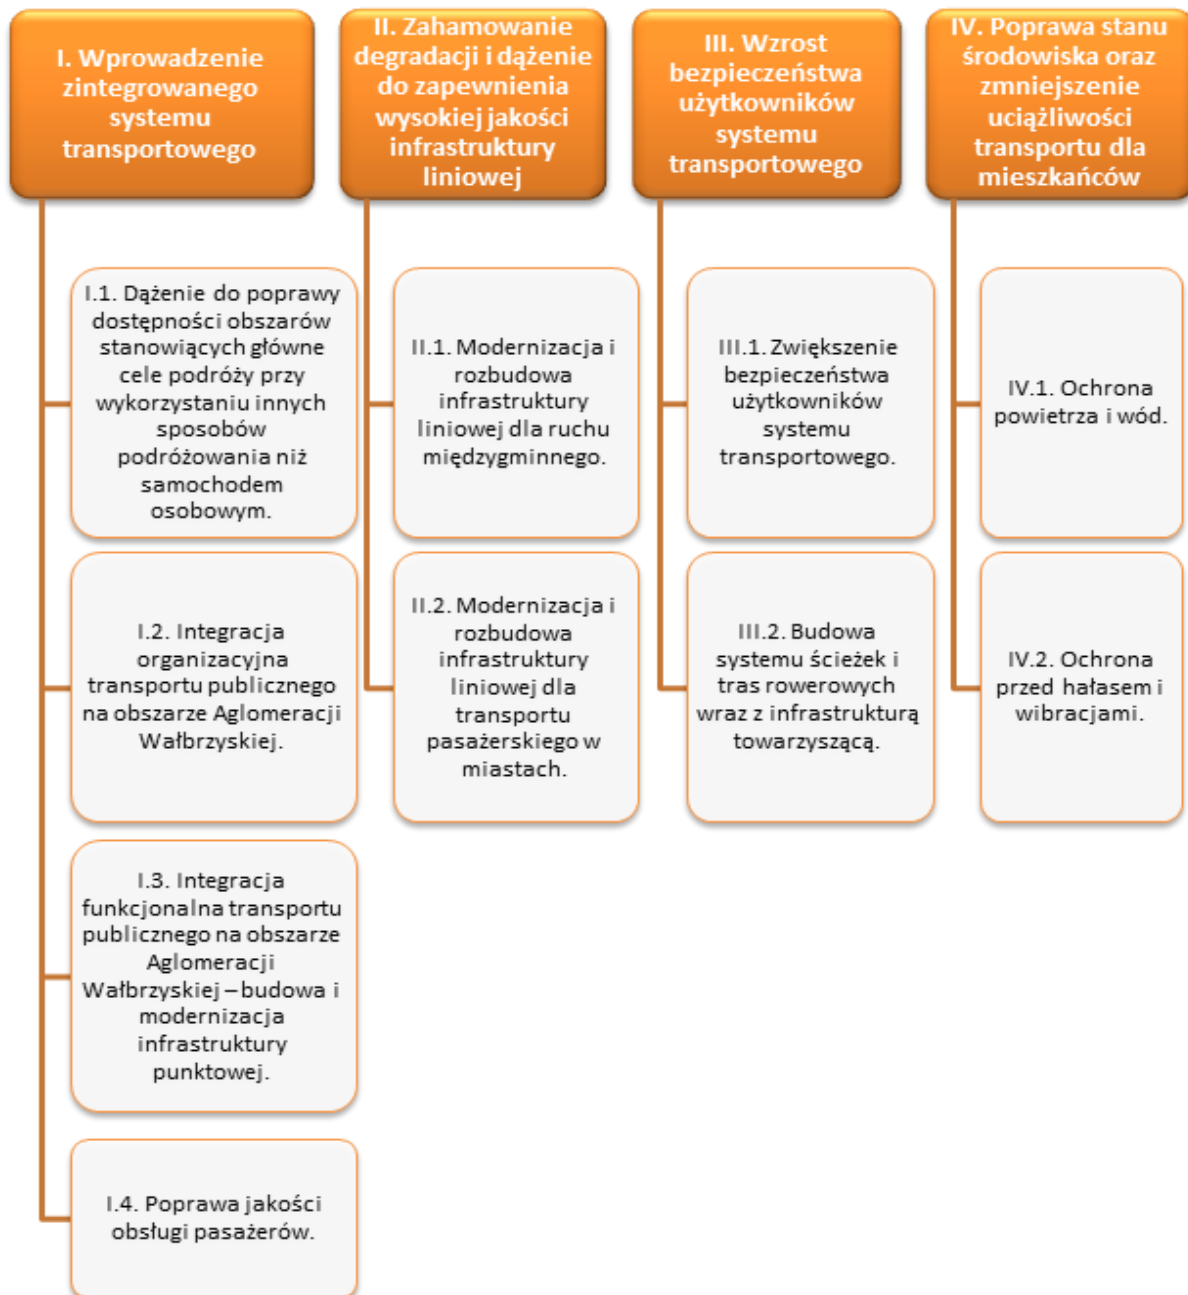 I. Wprowadzenie
zintegrowanego
systemu
transportowego
I.1. Dążenie do poprawy
dostępności obszarów
stanowiących główne
cele podróży przy
wykorzystaniu innych
sposobów
podróżowania niż
samochodem
osobowym.
I.2. Integracja
organizacyjna
transportu publicznego
na obszarze Aglomeracji
Wałbrzyskiej.
I.3. Integracja
funkcjonalna transportu
publicznego na obszarze
Aglomeracji
Wałbrzyskiej – budowa i
modernizacja
infrastruktury
punktowej.
I.4. Poprawa jakości
obsługi pasażerów.
II. Zahamowanie
degradacji i dążenie
do zapewnienia
wysokiej jakości
infrastruktury
liniowej
II.1. Modernizacja i
rozbudowa
infrastruktury
liniowej dla ruchu
międzygminnego.
II.2. Modernizacja i
rozbudowa
infrastruktury
liniowej dla
transportu
pasażerskiego w
miastach.
III. Wzrost
bezpieczeństwa
użytkowników
systemu
transportowego
III.1. Zwiększenie
bezpieczeństwa
użytkowników
systemu
transportowego.
III.2. Budowa
systemu ścieżek i
tras rowerowych
wraz z infrastrukturą
towarzyszącą.
IV. Poprawa stanu
środowiska oraz
zmniejszenie
uciążliwości
transportu dla
mieszkańców
IV.1. Ochrona
powietrza i wód.
IV.2. Ochrona
przed hałasem i
wibracjami.